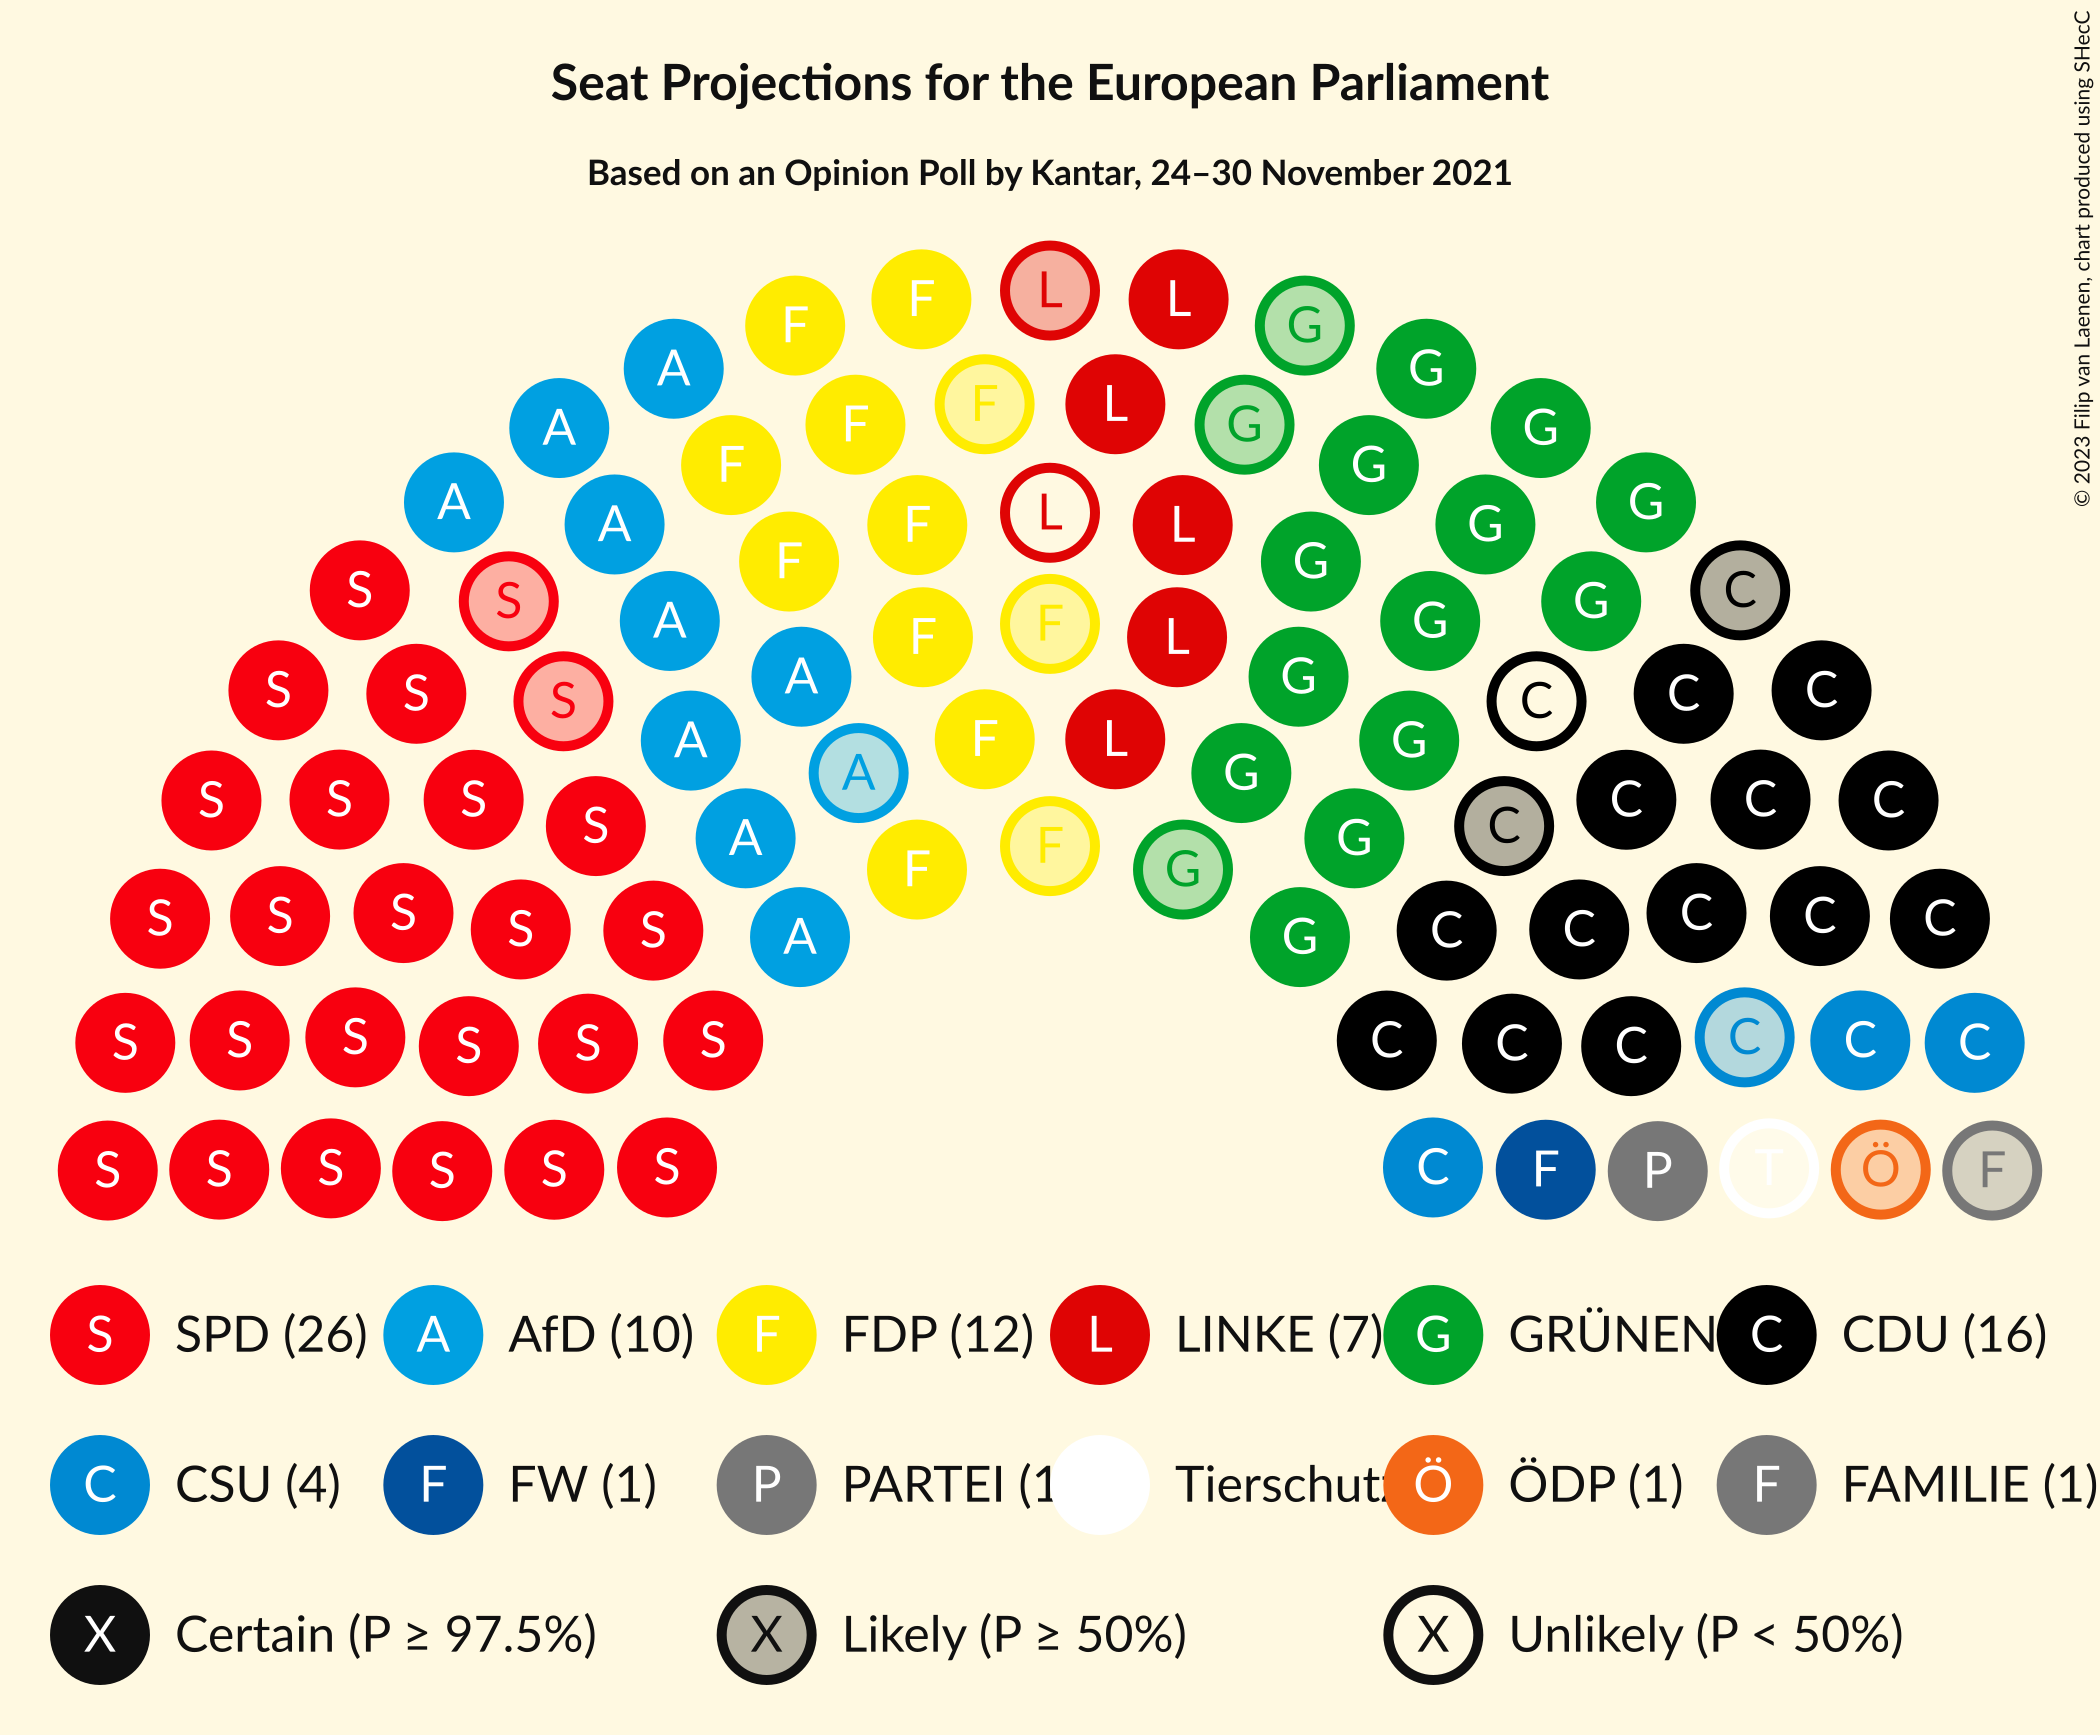 Seat Projections for the European Parliament
Based on an Opinion Poll by Kantar, 24–30 November 2021
© 2023 Filip van Laenen, chart produced using SHecC
F L L
F G
A G
F L
A F G G
F G
A A G G
F L L
S S F G G C
A F G
S S S A A F L G G C C C
A F L G
S S S S A A G G C C C C
A F F G
S S S S S A G C C C C C
S S S S S S C C C C C C
S S S S S S C F P T Ö F
S SPD (26) A AfD (10) F FDP (12) L LINKE (7) G GRÜNEN C CDU (16)
C CSU (4) F FW (1) P PARTEI (1 Tierschutz Ö ÖDP (1) F FAMILIE (1)
X Certain (P ≥ 97.5%) X Likely (P ≥ 50%) X Unlikely (P < 50%)